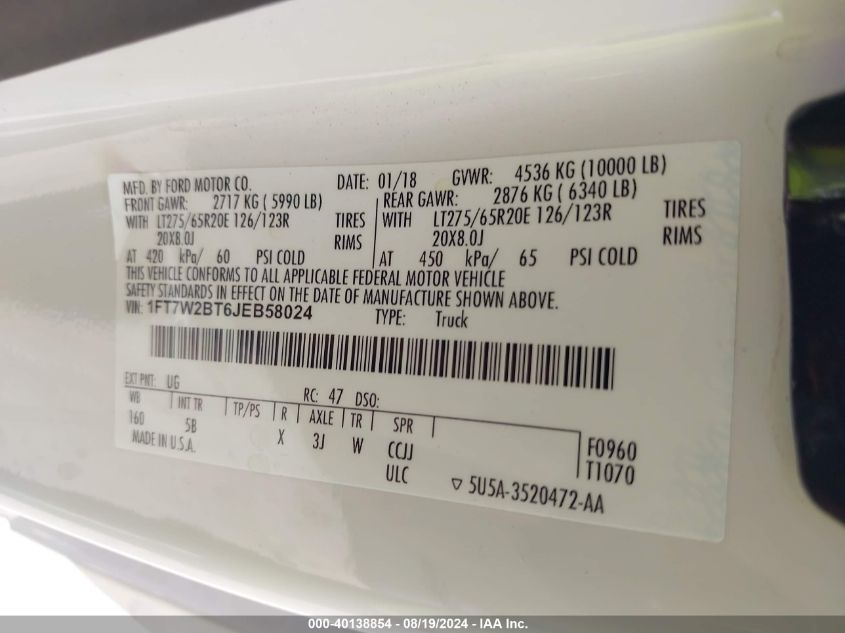 MFD. BY FORD MOTOR CO. DATE: 01/18 GVWR: 4536 KG (10000 LB)
FRONT GAWR: 2717 KG ( 5990 LB) REAR GAWR: 2876 KG ( 6340 LB)
WITH LT275/65R20E 126/123R TIRES WITH LT275/65R20E 126/123R TIRES
20X8.0J RIMS 20X8.0J RIMS
AT 420 kPa/ 60 PSI COLD AT 450 kPa/ 65 PSI COLD
THIS VEHICLE CONFORMS TO ALL APPLICABLE FEDERAL MOTOR VEHICLE
SAFETY STANDARDS IN EFFECT ON THE DATE OF MANUFACTURE SHOWN ABOVE.
VIN: 1FT7W2BT6JEB58024 TYPE: Truck
EXT PNT: UG RC: 47 DSO:
WB INT TR TP/PS R AXLE TR SPR
160 5B X 3J W CCJJ F0960
MADE IN U.S.A. ULC T1070
5U5A-3520472-AA
000-40138854 - 08/19/2024 - IAA Inc.